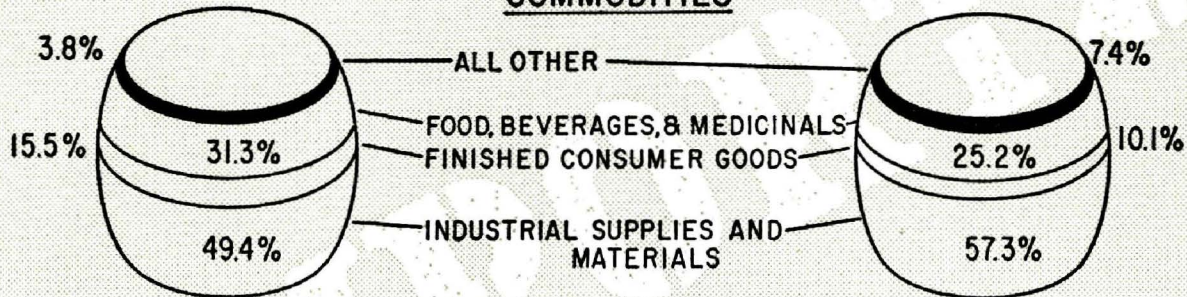 COMMODITIES
3.8% ALL OTHER 7.4%
FOOD, BEVERAGES, & MEDICINALS
15.5% 31.3% FINISHED CONSUMER GOODS 25.2% 10.1%
49.4% INDUSTRIAL SUPPLIES AND 57.3%
MATERIALS